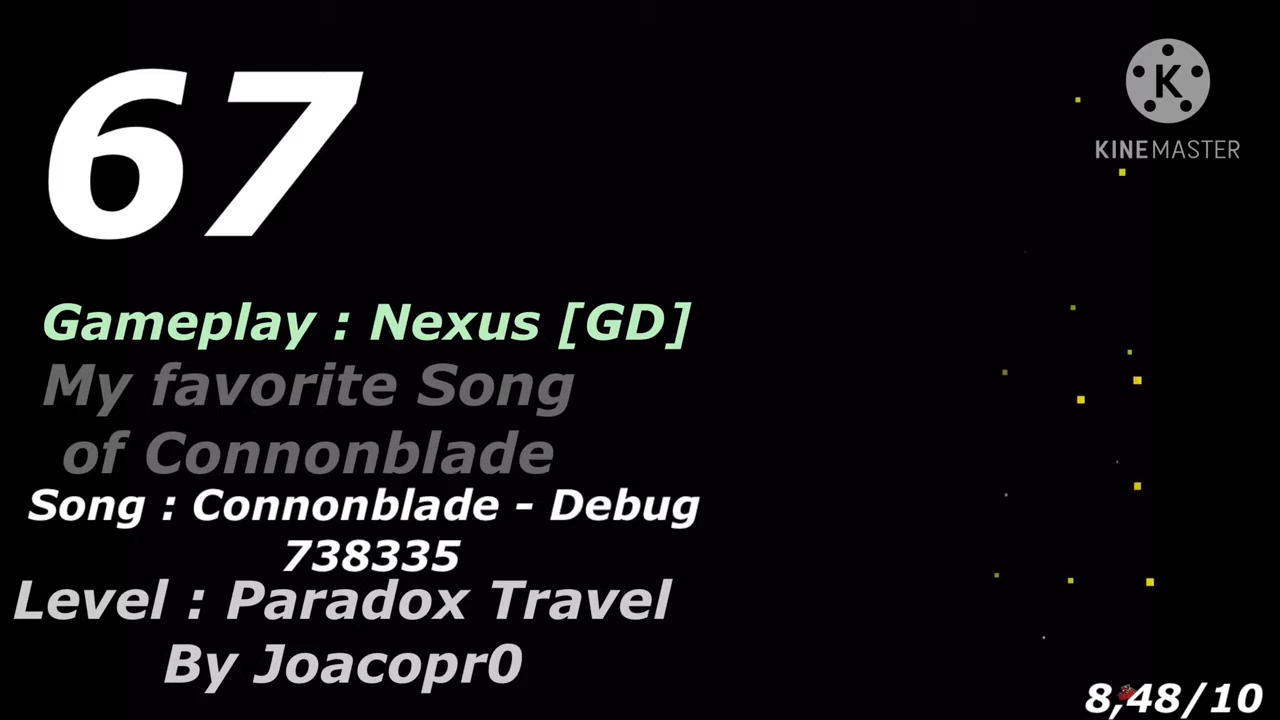 67
K
KINEMASTER
Gameplay : Nexus [GD]
My favorite Song
of Connonblade
Song : Connonblade - Debug
738335
Level : Paradox Travel
By Joacopr0
8,48/10